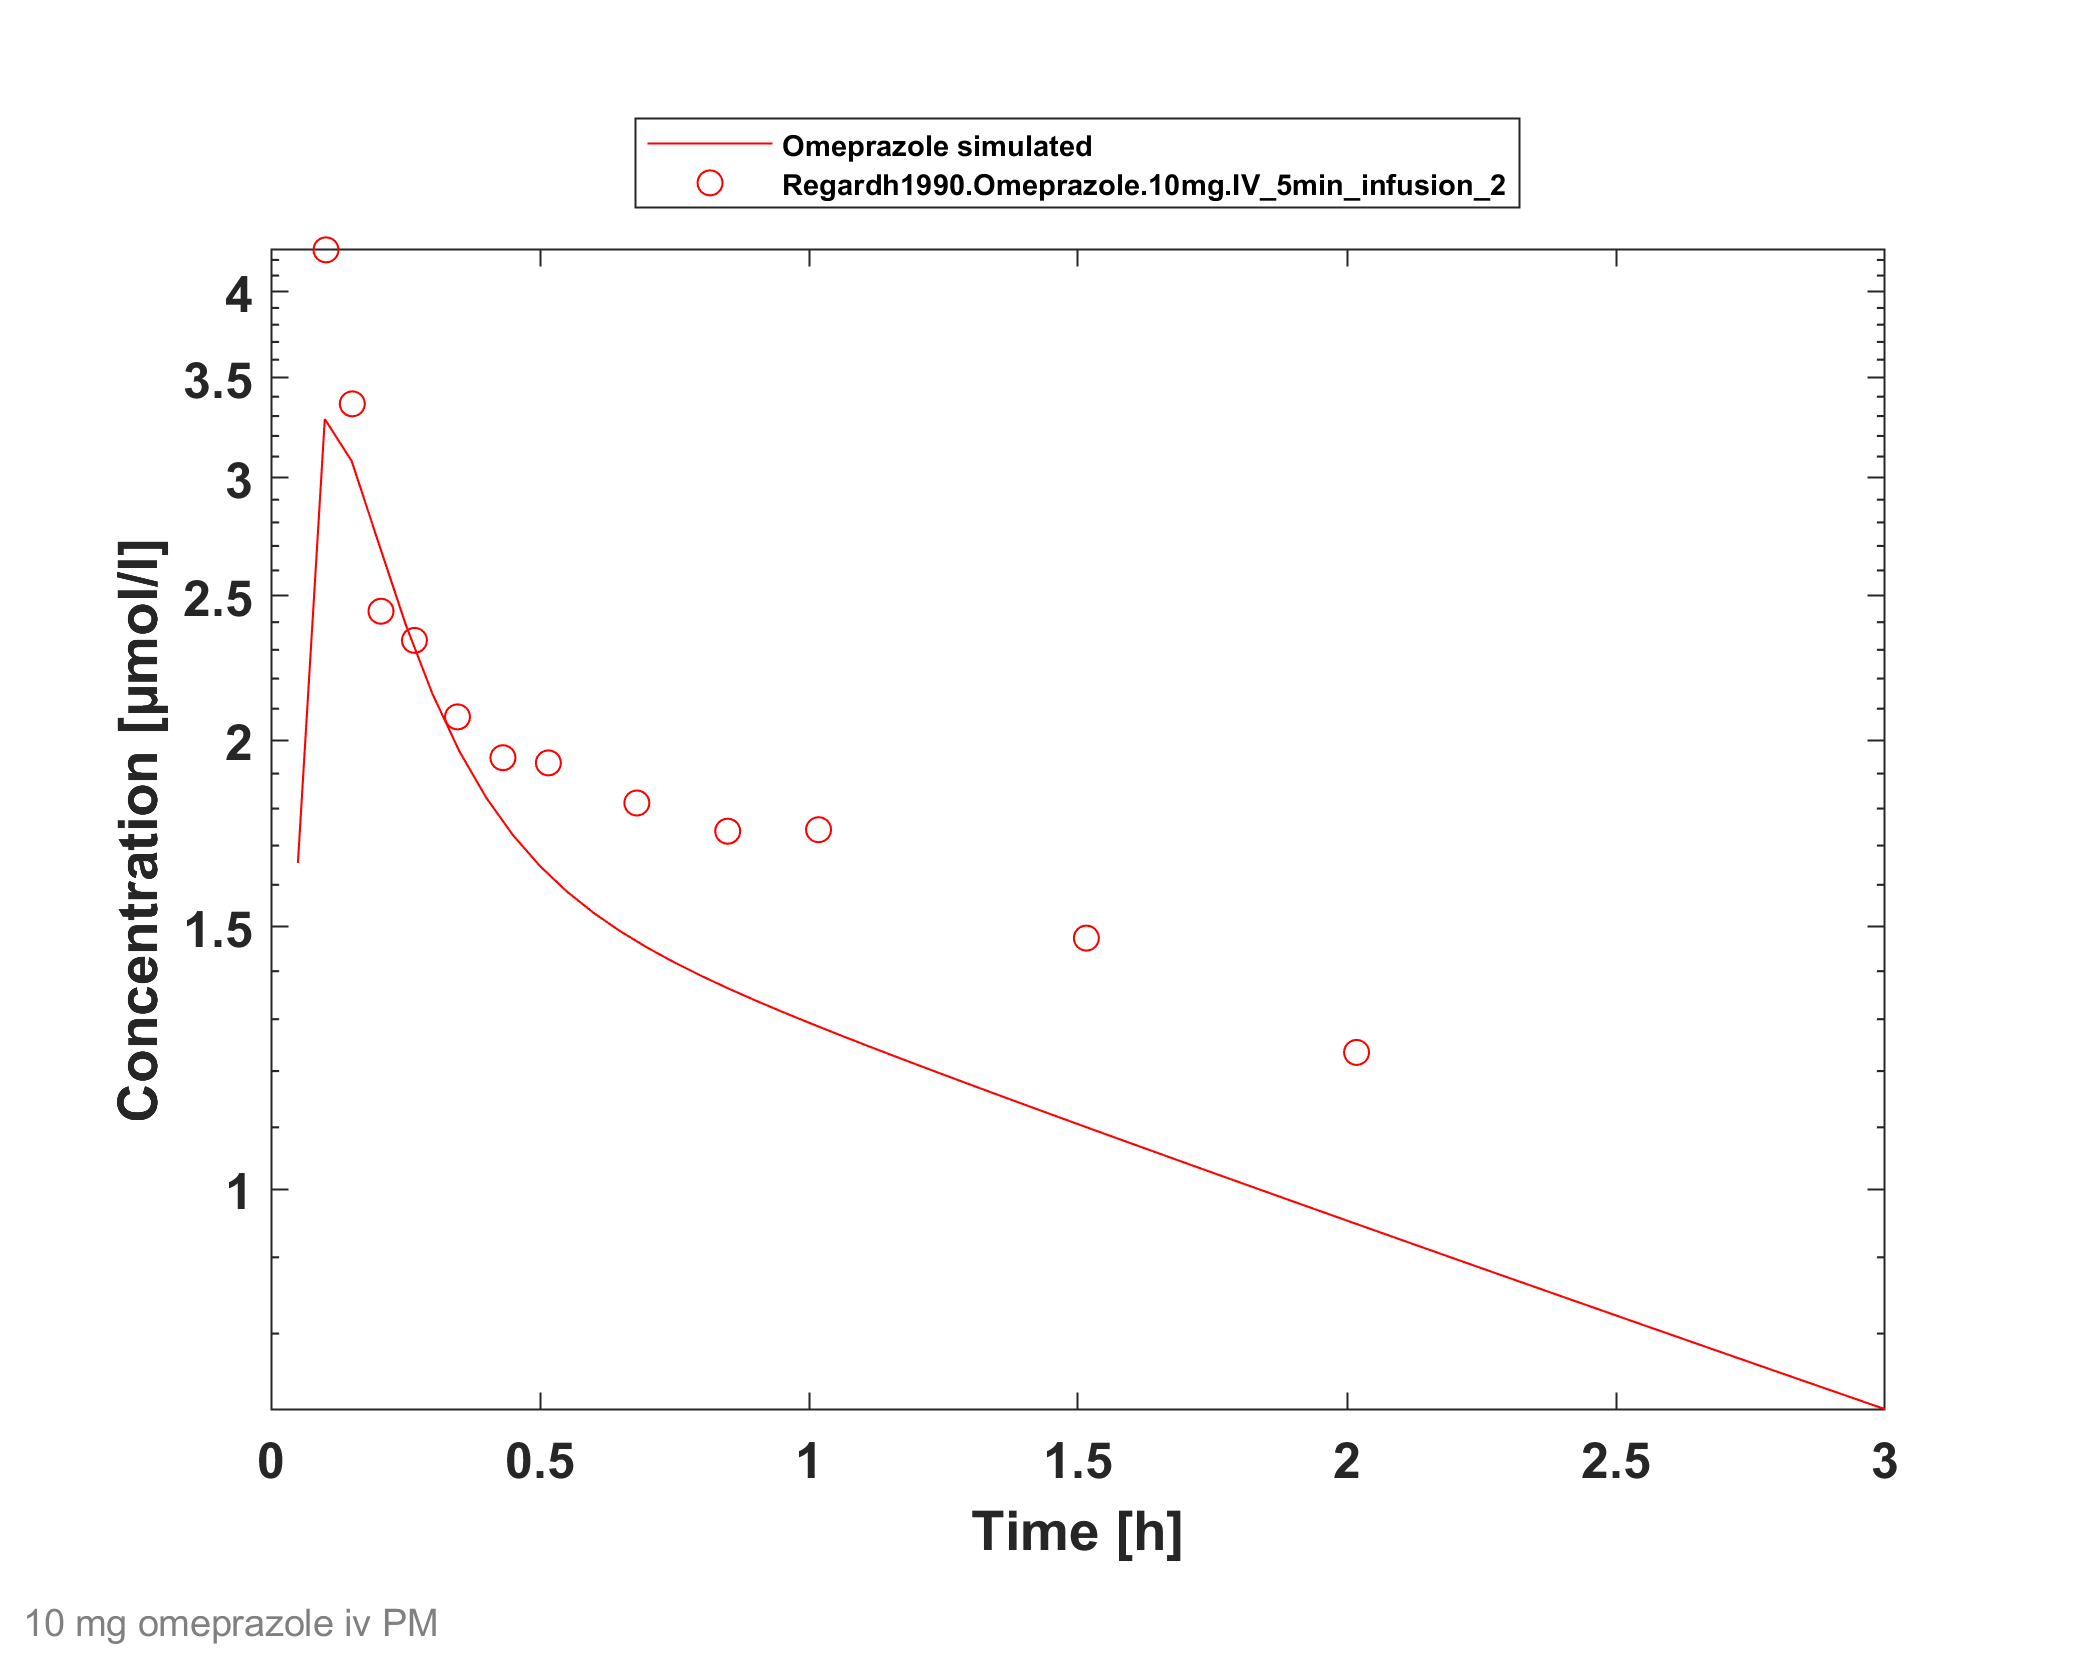 Omeprazole simulated
Regardh1990.Omeprazole.10mg.IV_5min_infusion_2
4
3.5
3
2.5
2
1.5
1
Concentration [µmol/l]
0 0.5 1 1.5 2 2.5 3
Time [h]
10 mg omeprazole iv PM